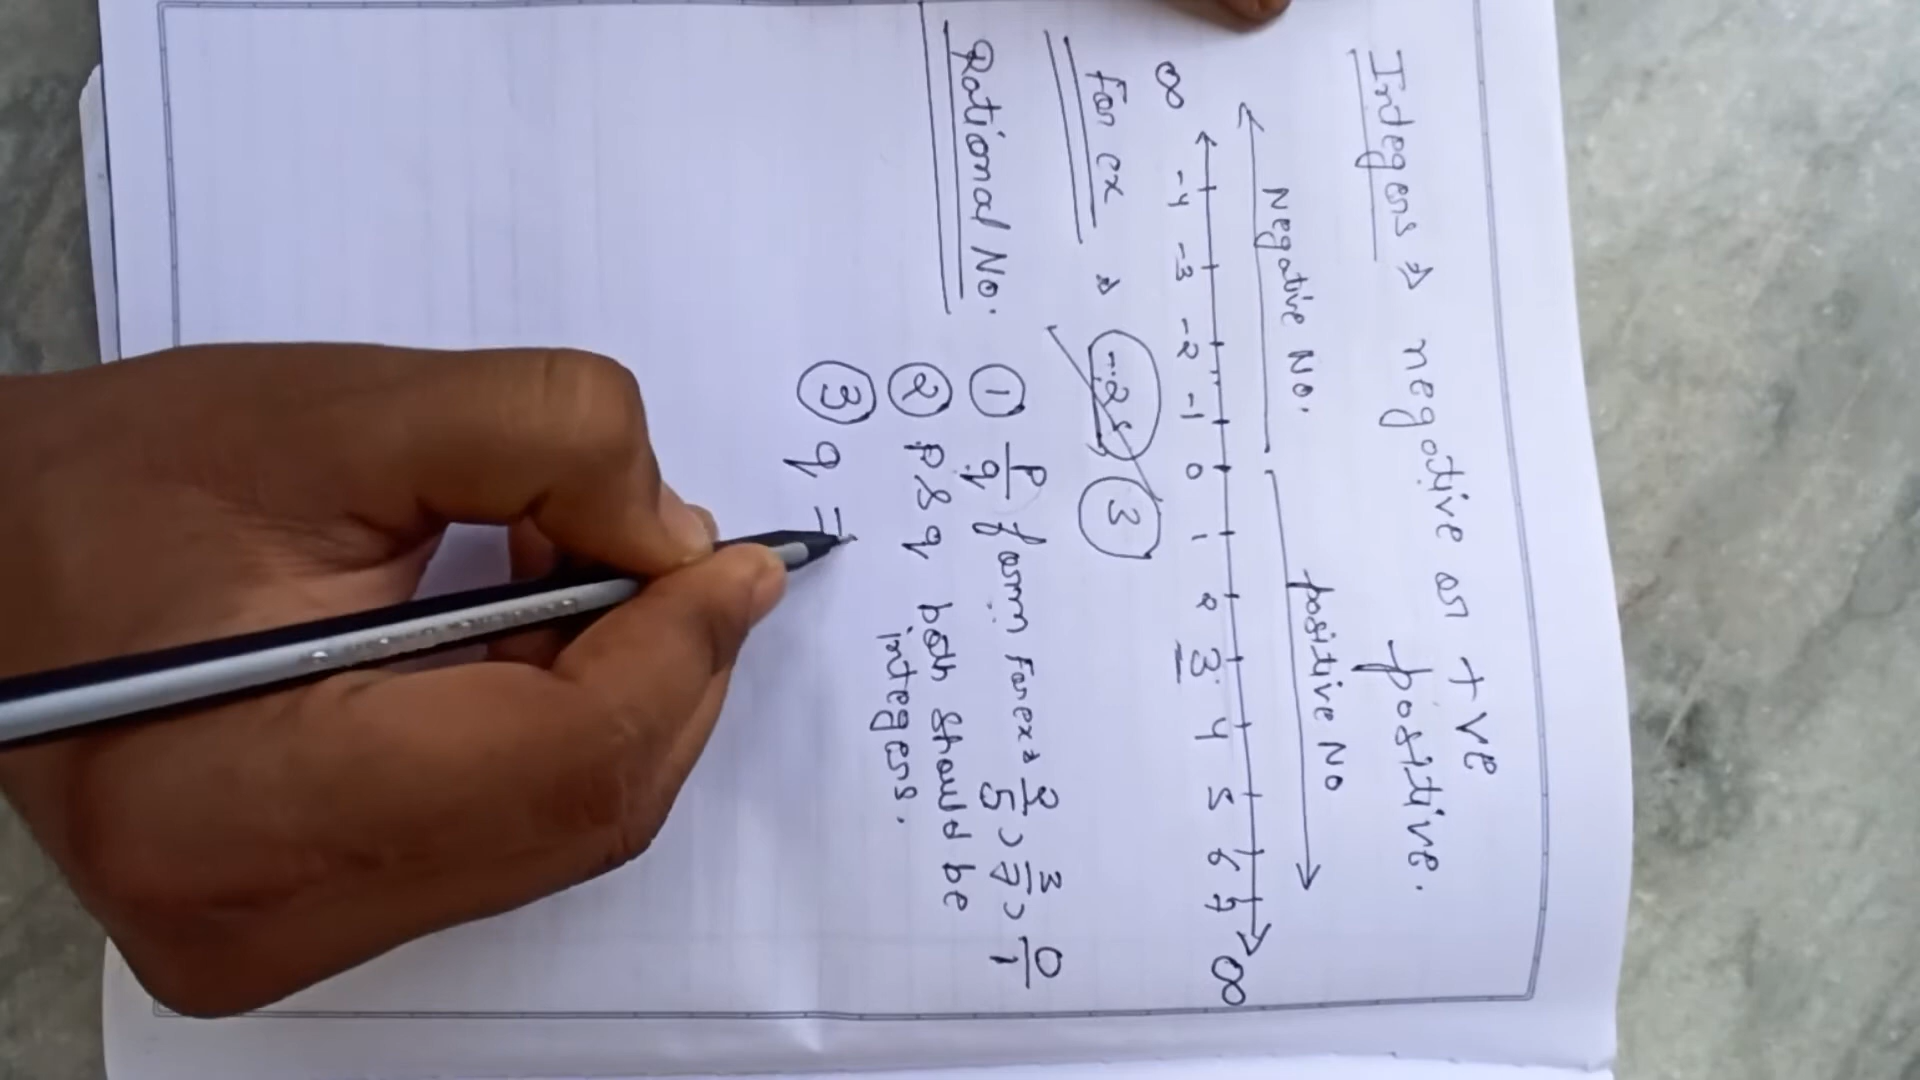 Integers → negative or +ve
positive.
Negative No. positive No
∞ -4 -3 -2 -1 0 1 2 3 4 5 6 7 ∞
For ex → 3
Rational No. ① p/q form For ex → 2/5, 3/7, 0/1
② p & q both should be
integers.
③ q =